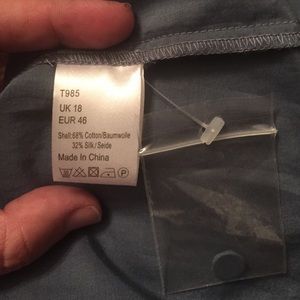 T985
UK 18
EUR 46
Shell:68% Cotton/Baumwolle
32% Silk/Seide
Made In China